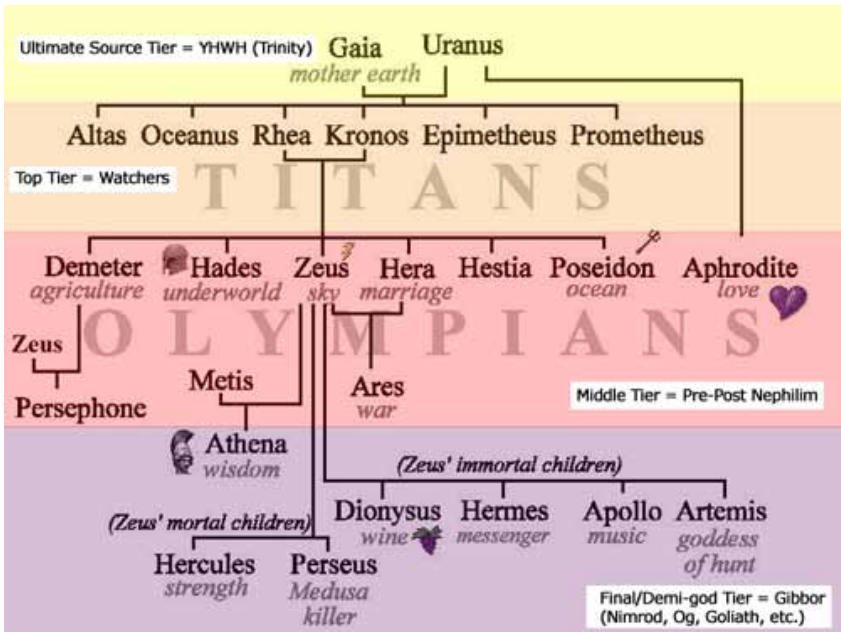 Ultimate Source Tier = YHWH (Trinity)
Gaia Uranus
mother earth
Altas Oceanus Rhea Kronos Epimetheus Prometheus
Top Tier = Watchers
TITANS
Demeter Hades Zeus Hera Hestia Poseidon Aphrodite
agriculture underworld sky marriage ocean love
OLYMPIANS
Zeus
Persephone
Metis
Ares
war
Middle Tier = Pre-Post Nephilim
Athena
wisdom
(Zeus' immortal children)
Dionysus Hermes Apollo Artemis
wine messenger music goddess
of hunt
(Zeus' mortal children)
Hercules Perseus
strength Medusa
killer
Final/Demi-god Tier = Gibbor
(Nimrod, Og, Goliath, etc.)